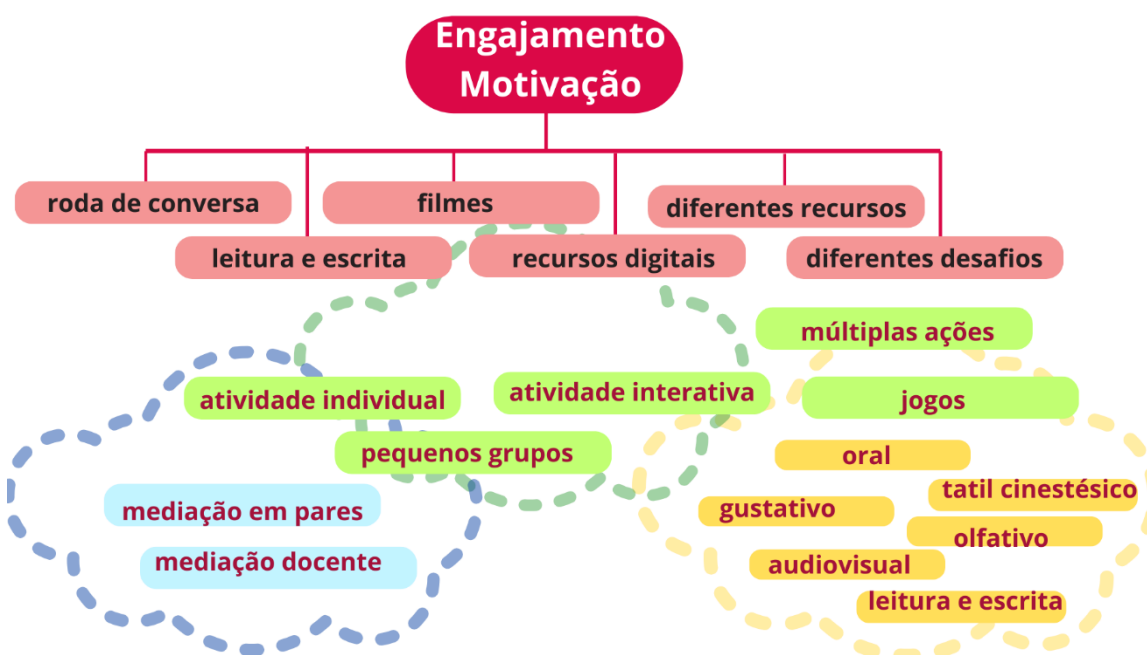 Engajamento
Motivação
roda de conversa
filmes
diferentes recursos
leitura e escrita
recursos digitais
diferentes desafios
múltiplas ações
atividade individual
atividade interativa
jogos
pequenos grupos
oral
tatil cinestésico
mediação em pares
gustativo
olfativo
mediação docente
audiovisual
leitura e escrita